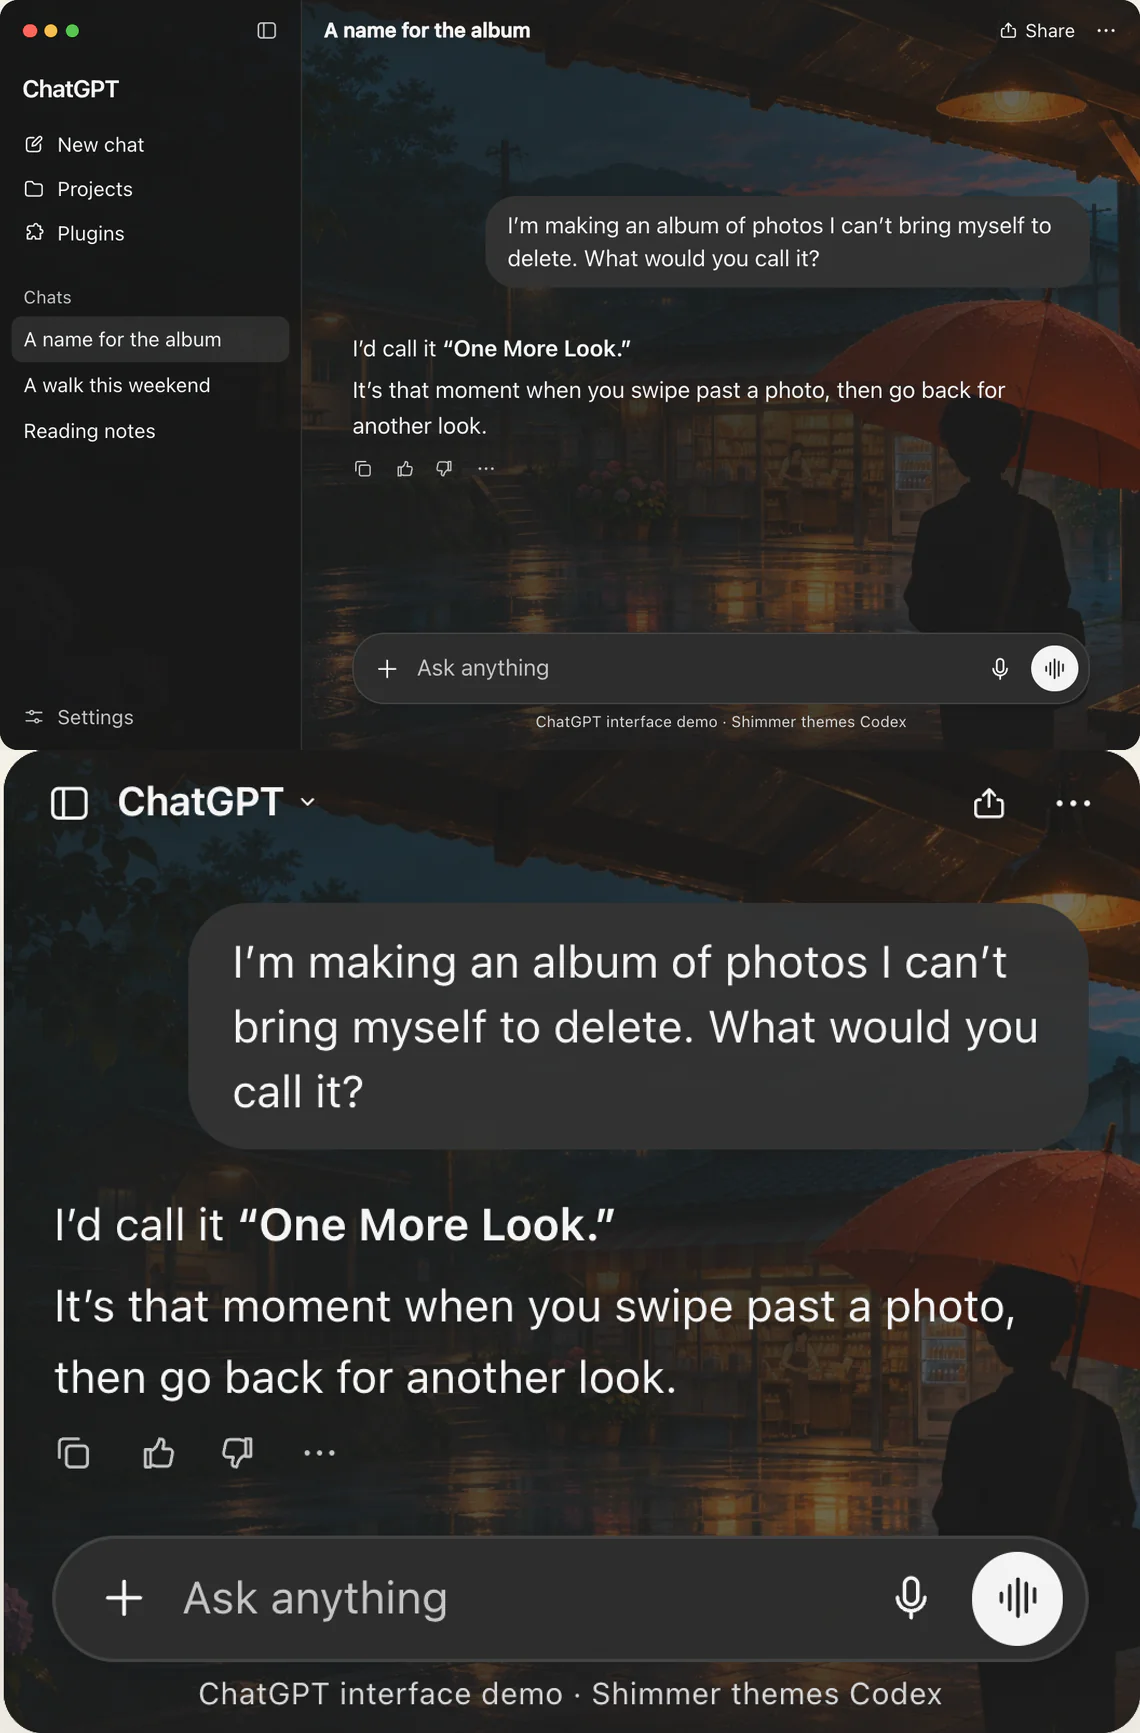 ChatGPT
New chat
Projects
Plugins
Chats
A name for the album
A walk this weekend
Reading notes
Settings
A name for the album
Share
I’m making an album of photos I can’t bring myself to
delete. What would you call it?
I’d call it “One More Look.”
It’s that moment when you swipe past a photo, then go back for
another look.
Ask anything
ChatGPT interface demo · Shimmer themes Codex
ChatGPT
I’m making an album of photos I can’t
bring myself to delete. What would you
call it?
I’d call it “One More Look.”
It’s that moment when you swipe past a photo,
then go back for another look.
Ask anything
ChatGPT interface demo · Shimmer themes Codex